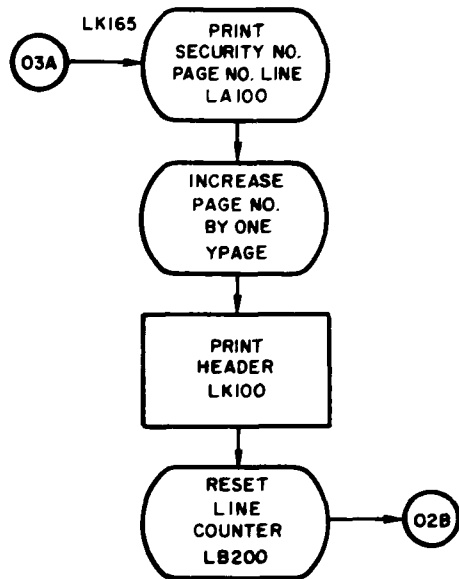 LK165
03A
PRINT
SECURITY NO.
PAGE NO. LINE
LA100
INCREASE
PAGE NO.
BY ONE
YPAGE
PRINT
HEADER
LK100
RESET
LINE
COUNTER
LB200
02B